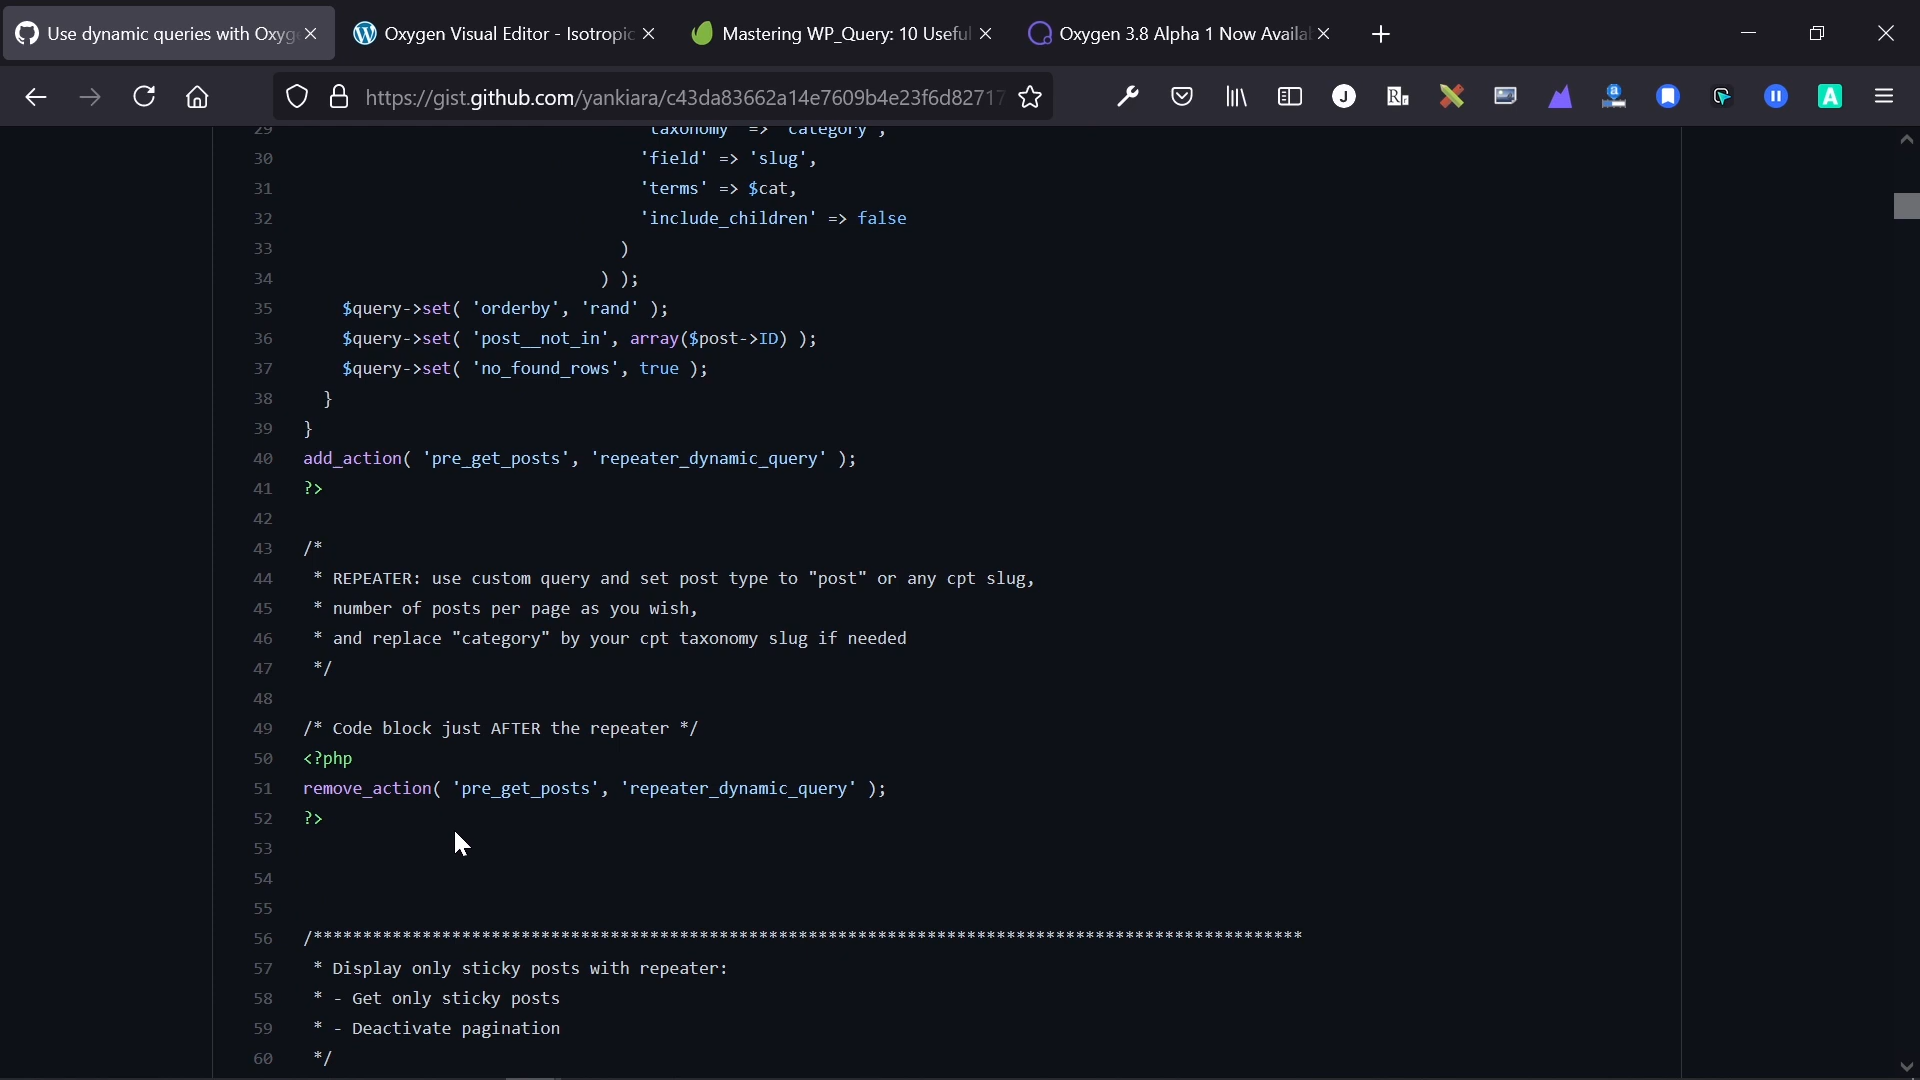 Use dynamic queries with Oxyge
Oxygen Visual Editor - Isotropic
Mastering WP_Query: 10 Useful
Oxygen 3.8 Alpha 1 Now Availal
https://gist.github.com/yankiara/c43da83662a14e7609b4e23f6d82717
29 'taxonomy' => 'category',
30 'field' => 'slug',
31 'terms' => $cat,
32 'include_children' => false
33 )
34 ) );
35 $query->set( 'orderby', 'rand' );
36 $query->set( 'post__not_in', array($post->ID) );
37 $query->set( 'no_found_rows', true );
38 }
39 }
40 add_action( 'pre_get_posts', 'repeater_dynamic_query' );
41 ?>
42
43 /*
44 * REPEATER: use custom query and set post type to "post" or any cpt slug,
45 * number of posts per page as you wish,
46 * and replace "category" by your cpt taxonomy slug if needed
47 */
48
49 /* Code block just AFTER the repeater */
50 <?php
51 remove_action( 'pre_get_posts', 'repeater_dynamic_query' );
52 ?>
53
54
55
56 /****************************************************************************************************
57 * Display only sticky posts with repeater:
58 * - Get only sticky posts
59 * - Deactivate pagination
60 */